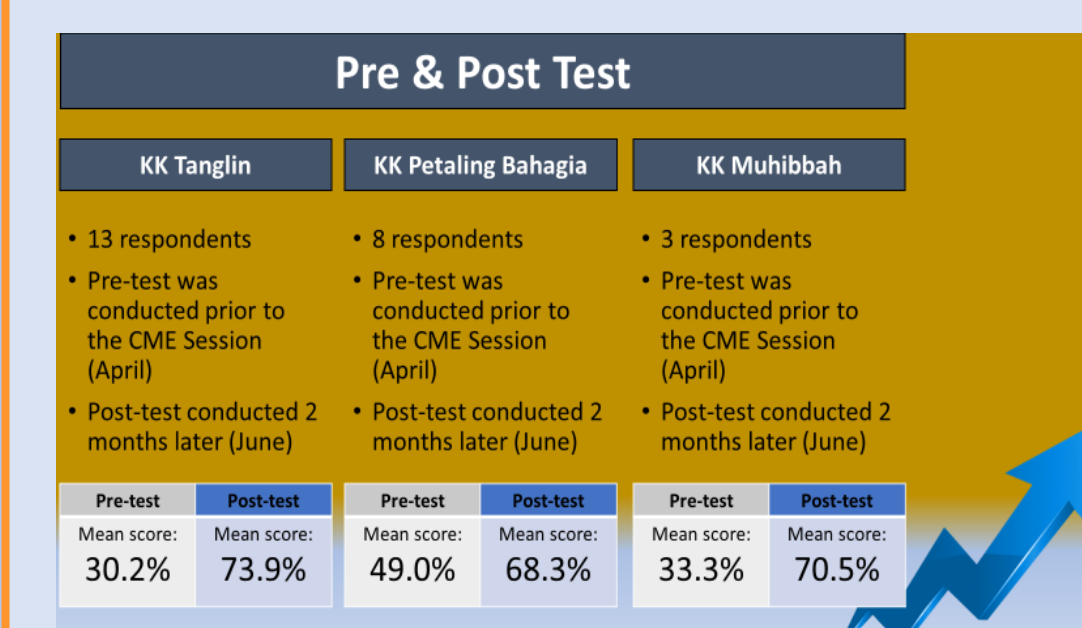 Pre & Post Test
KK Tanglin
• 13 respondents
• Pre-test was
conducted prior to
the CME Session
(April)
• Post-test conducted 2
months later (June)
Pre-test Post-test
Mean score: Mean score:
30.2% 73.9%
KK Petaling Bahagia
• 8 respondents
• Pre-test was
conducted prior to
the CME Session
(April)
• Post-test conducted 2
months later (June)
Pre-test Post-test
Mean score: Mean score:
49.0% 68.3%
KK Muhibbah
• 3 respondents
• Pre-test was
conducted prior to
the CME Session
(April)
• Post-test conducted 2
months later (June)
Pre-test Post-test
Mean score: Mean score:
33.3% 70.5%